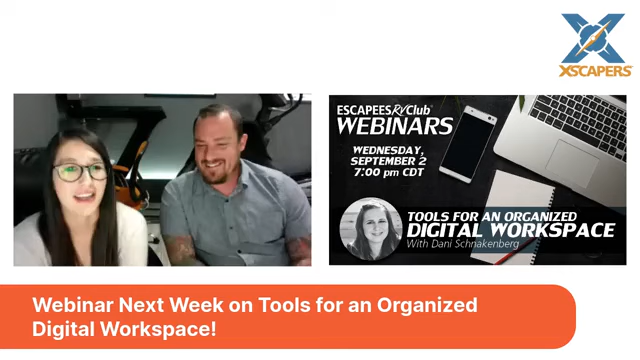 XSCAPERS
ESCAPEES RV Club
WEBINARS
WEDNESDAY,
SEPTEMBER 2
7:00 pm CDT
TOOLS FOR AN ORGANIZED
DIGITAL WORKSPACE
With Dani Schnakenberg
Webinar Next Week on Tools for an Organized
Digital Workspace!